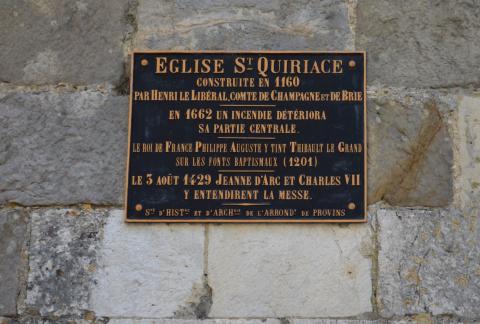 EGLISE ST QUIRIACE
CONSTRUITE EN 1160
PAR HENRI LE LIBÉRAL, COMTE DE CHAMPAGNE ET DE BRIE
EN 1662 UN INCENDIE DÉTÉRIORA
SA PARTIE CENTRALE.
LE ROI DE FRANCE PHILIPPE AUGUSTE Y TINT THIBAULT LE GRAND
SUR LES FONTS BAPTISMAUX (1201)
LE 3 AOÛT 1429 JEANNE D'ARC ET CHARLES VII
Y ENTENDIRENT LA MESSE.
STÉ D'HISTRE ET D'ARCHGIE DE L'ARRONDT DE PROVINS